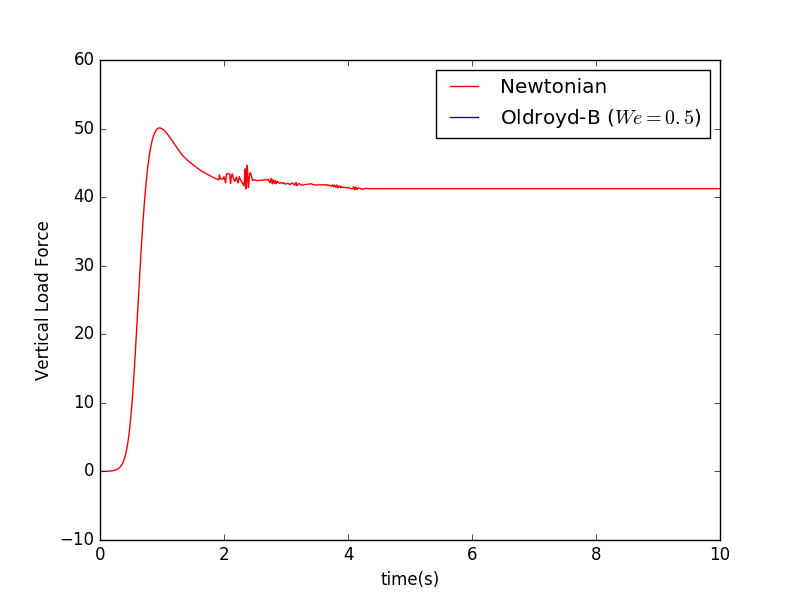 60
50
40
30
20
10
0
−10
0 2 4 6 8 10
Vertical Load Force
time(s)
Newtonian
Oldroyd-B (We = 0.5)